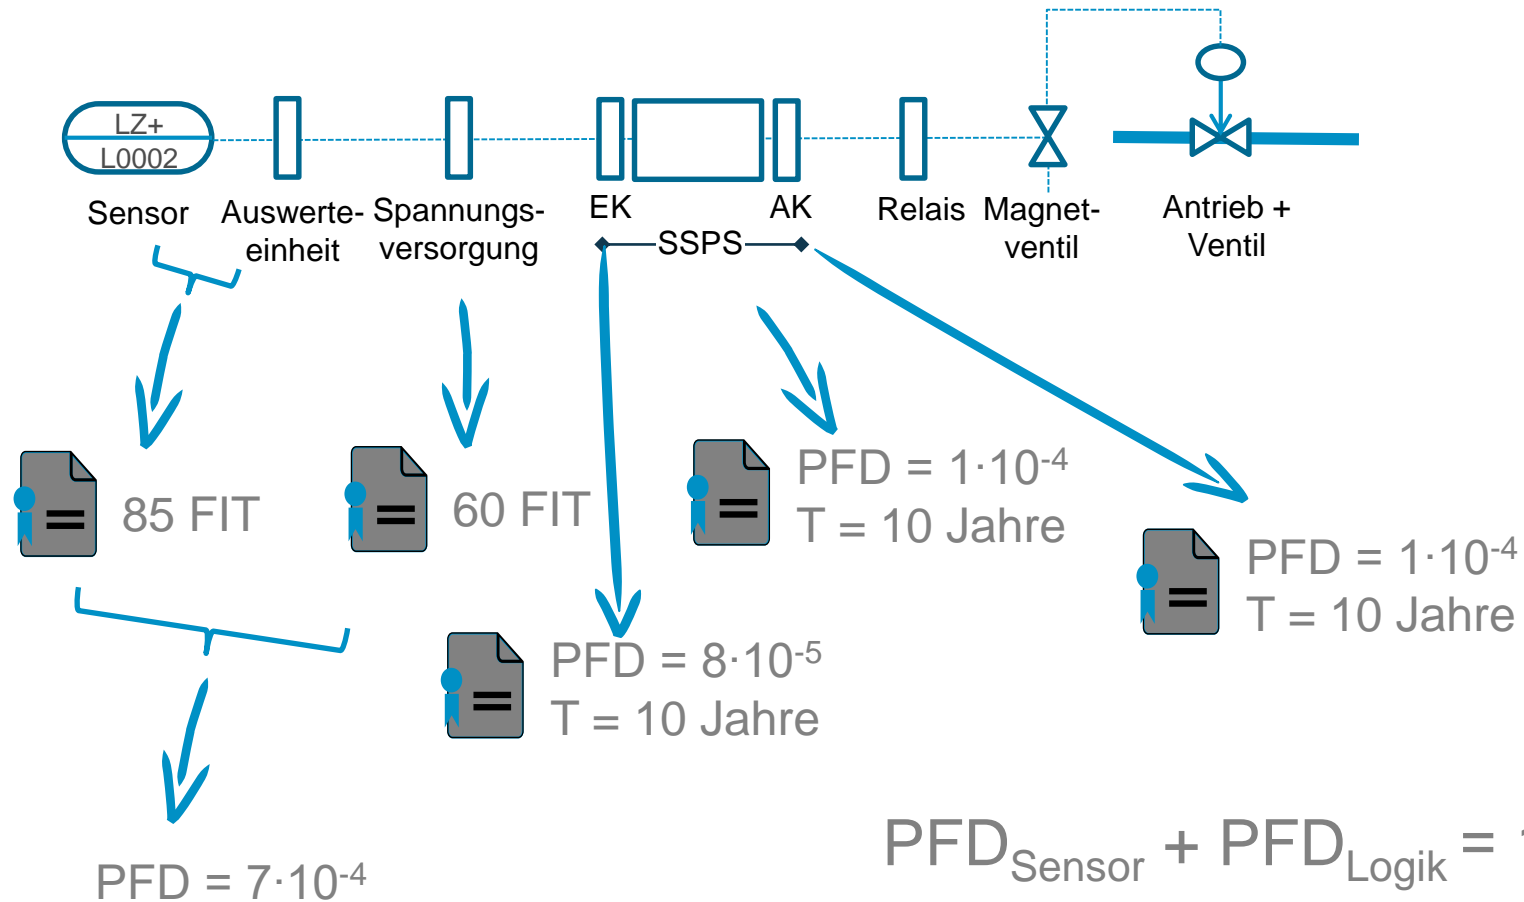 LZ+
L0002
Sensor
Auswerte-
einheit
Spannungs-
versorgung
EK
AK
SSPS
Relais
Magnet-
ventil
Antrieb +
Ventil
85 FIT
60 FIT
PFD = 1·10⁻⁴
T = 10 Jahre
PFD = 1·10⁻⁴
T = 10 Jahre
PFD = 8·10⁻⁵
T = 10 Jahre
PFD = 7·10⁻⁴
PFD_Sensor + PFD_Logik =